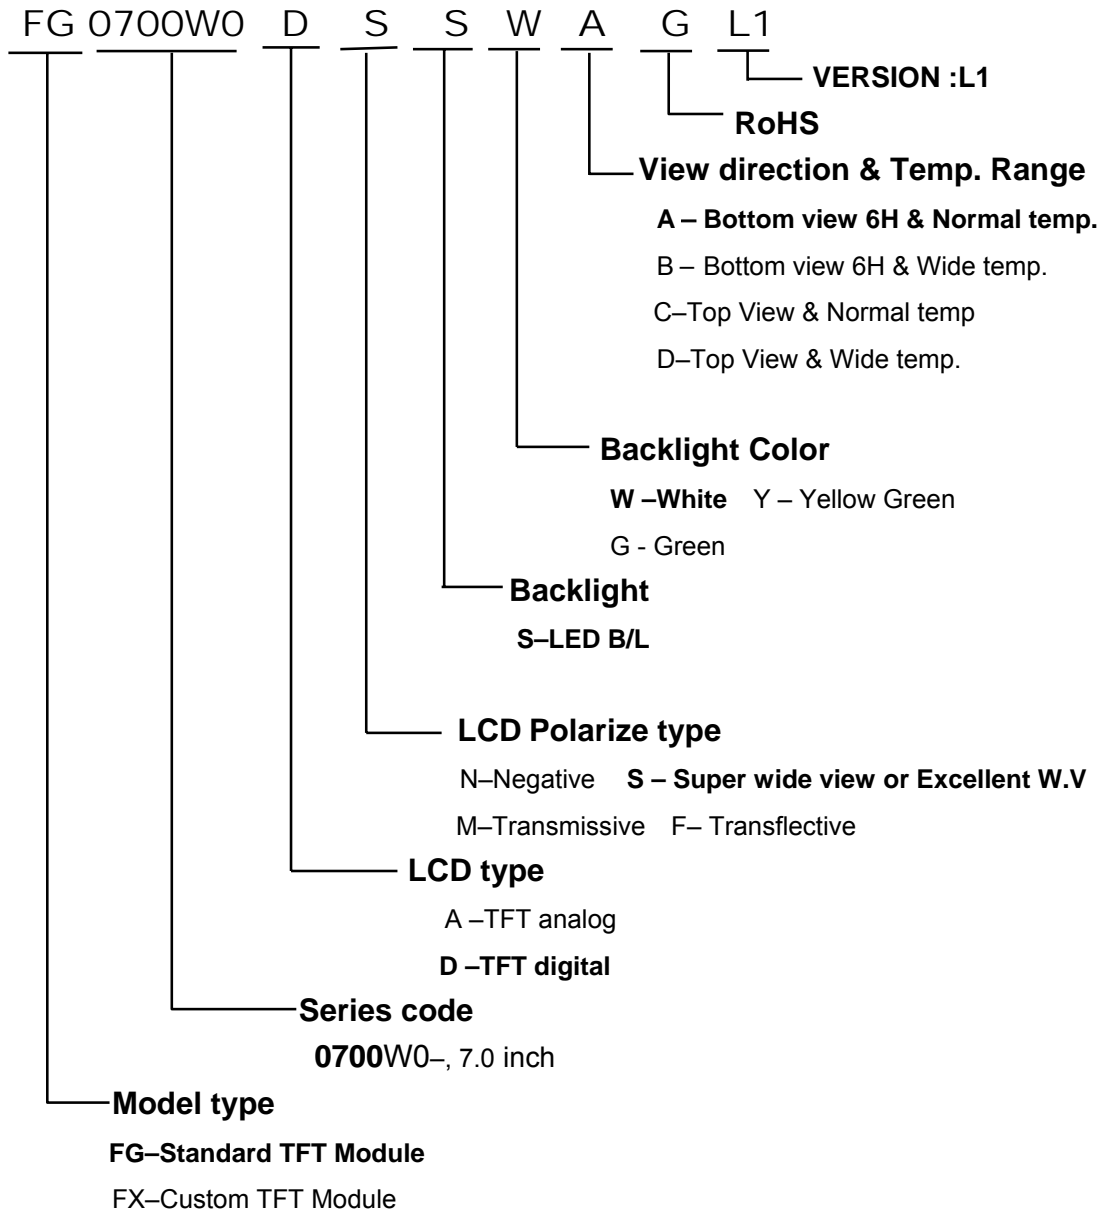 FG 0700W0 D S S W A G L1
VERSION :L1
RoHS
View direction & Temp. Range
A – Bottom view 6H & Normal temp.
B – Bottom view 6H & Wide temp.
C–Top View & Normal temp
D–Top View & Wide temp.
Backlight Color
W –White Y – Yellow Green
G - Green
Backlight
S–LED B/L
LCD Polarize type
N–Negative S – Super wide view or Excellent W.V
M–Transmissive F– Transflective
LCD type
A –TFT analog
D –TFT digital
Series code
0700W0–, 7.0 inch
Model type
FG–Standard TFT Module
FX–Custom TFT Module